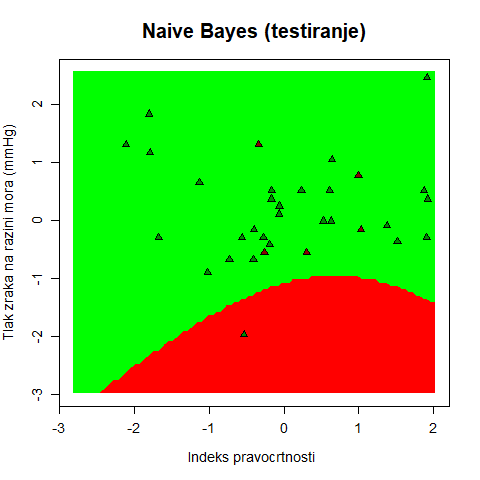 Naive Bayes (testiranje)
Tlak zraka na razini mora (mmHg)
2
1
0
-1
-2
-3
-3 -2 -1 0 1 2
Indeks pravocrtnosti